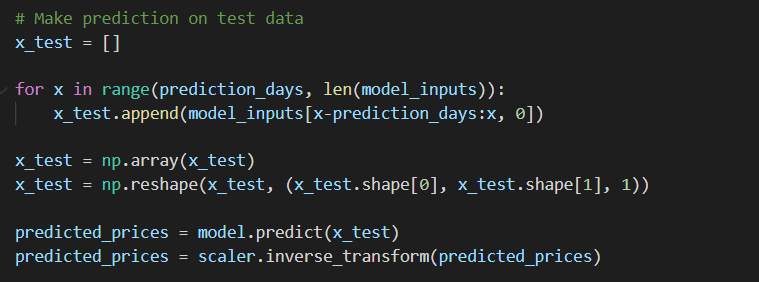 # Make prediction on test data
x_test = []
for x in range(prediction_days, len(model_inputs)):
x_test.append(model_inputs[x-prediction_days:x, 0])
x_test = np.array(x_test)
x_test = np.reshape(x_test, (x_test.shape[0], x_test.shape[1], 1))
predicted_prices = model.predict(x_test)
predicted_prices = scaler.inverse_transform(predicted_prices)